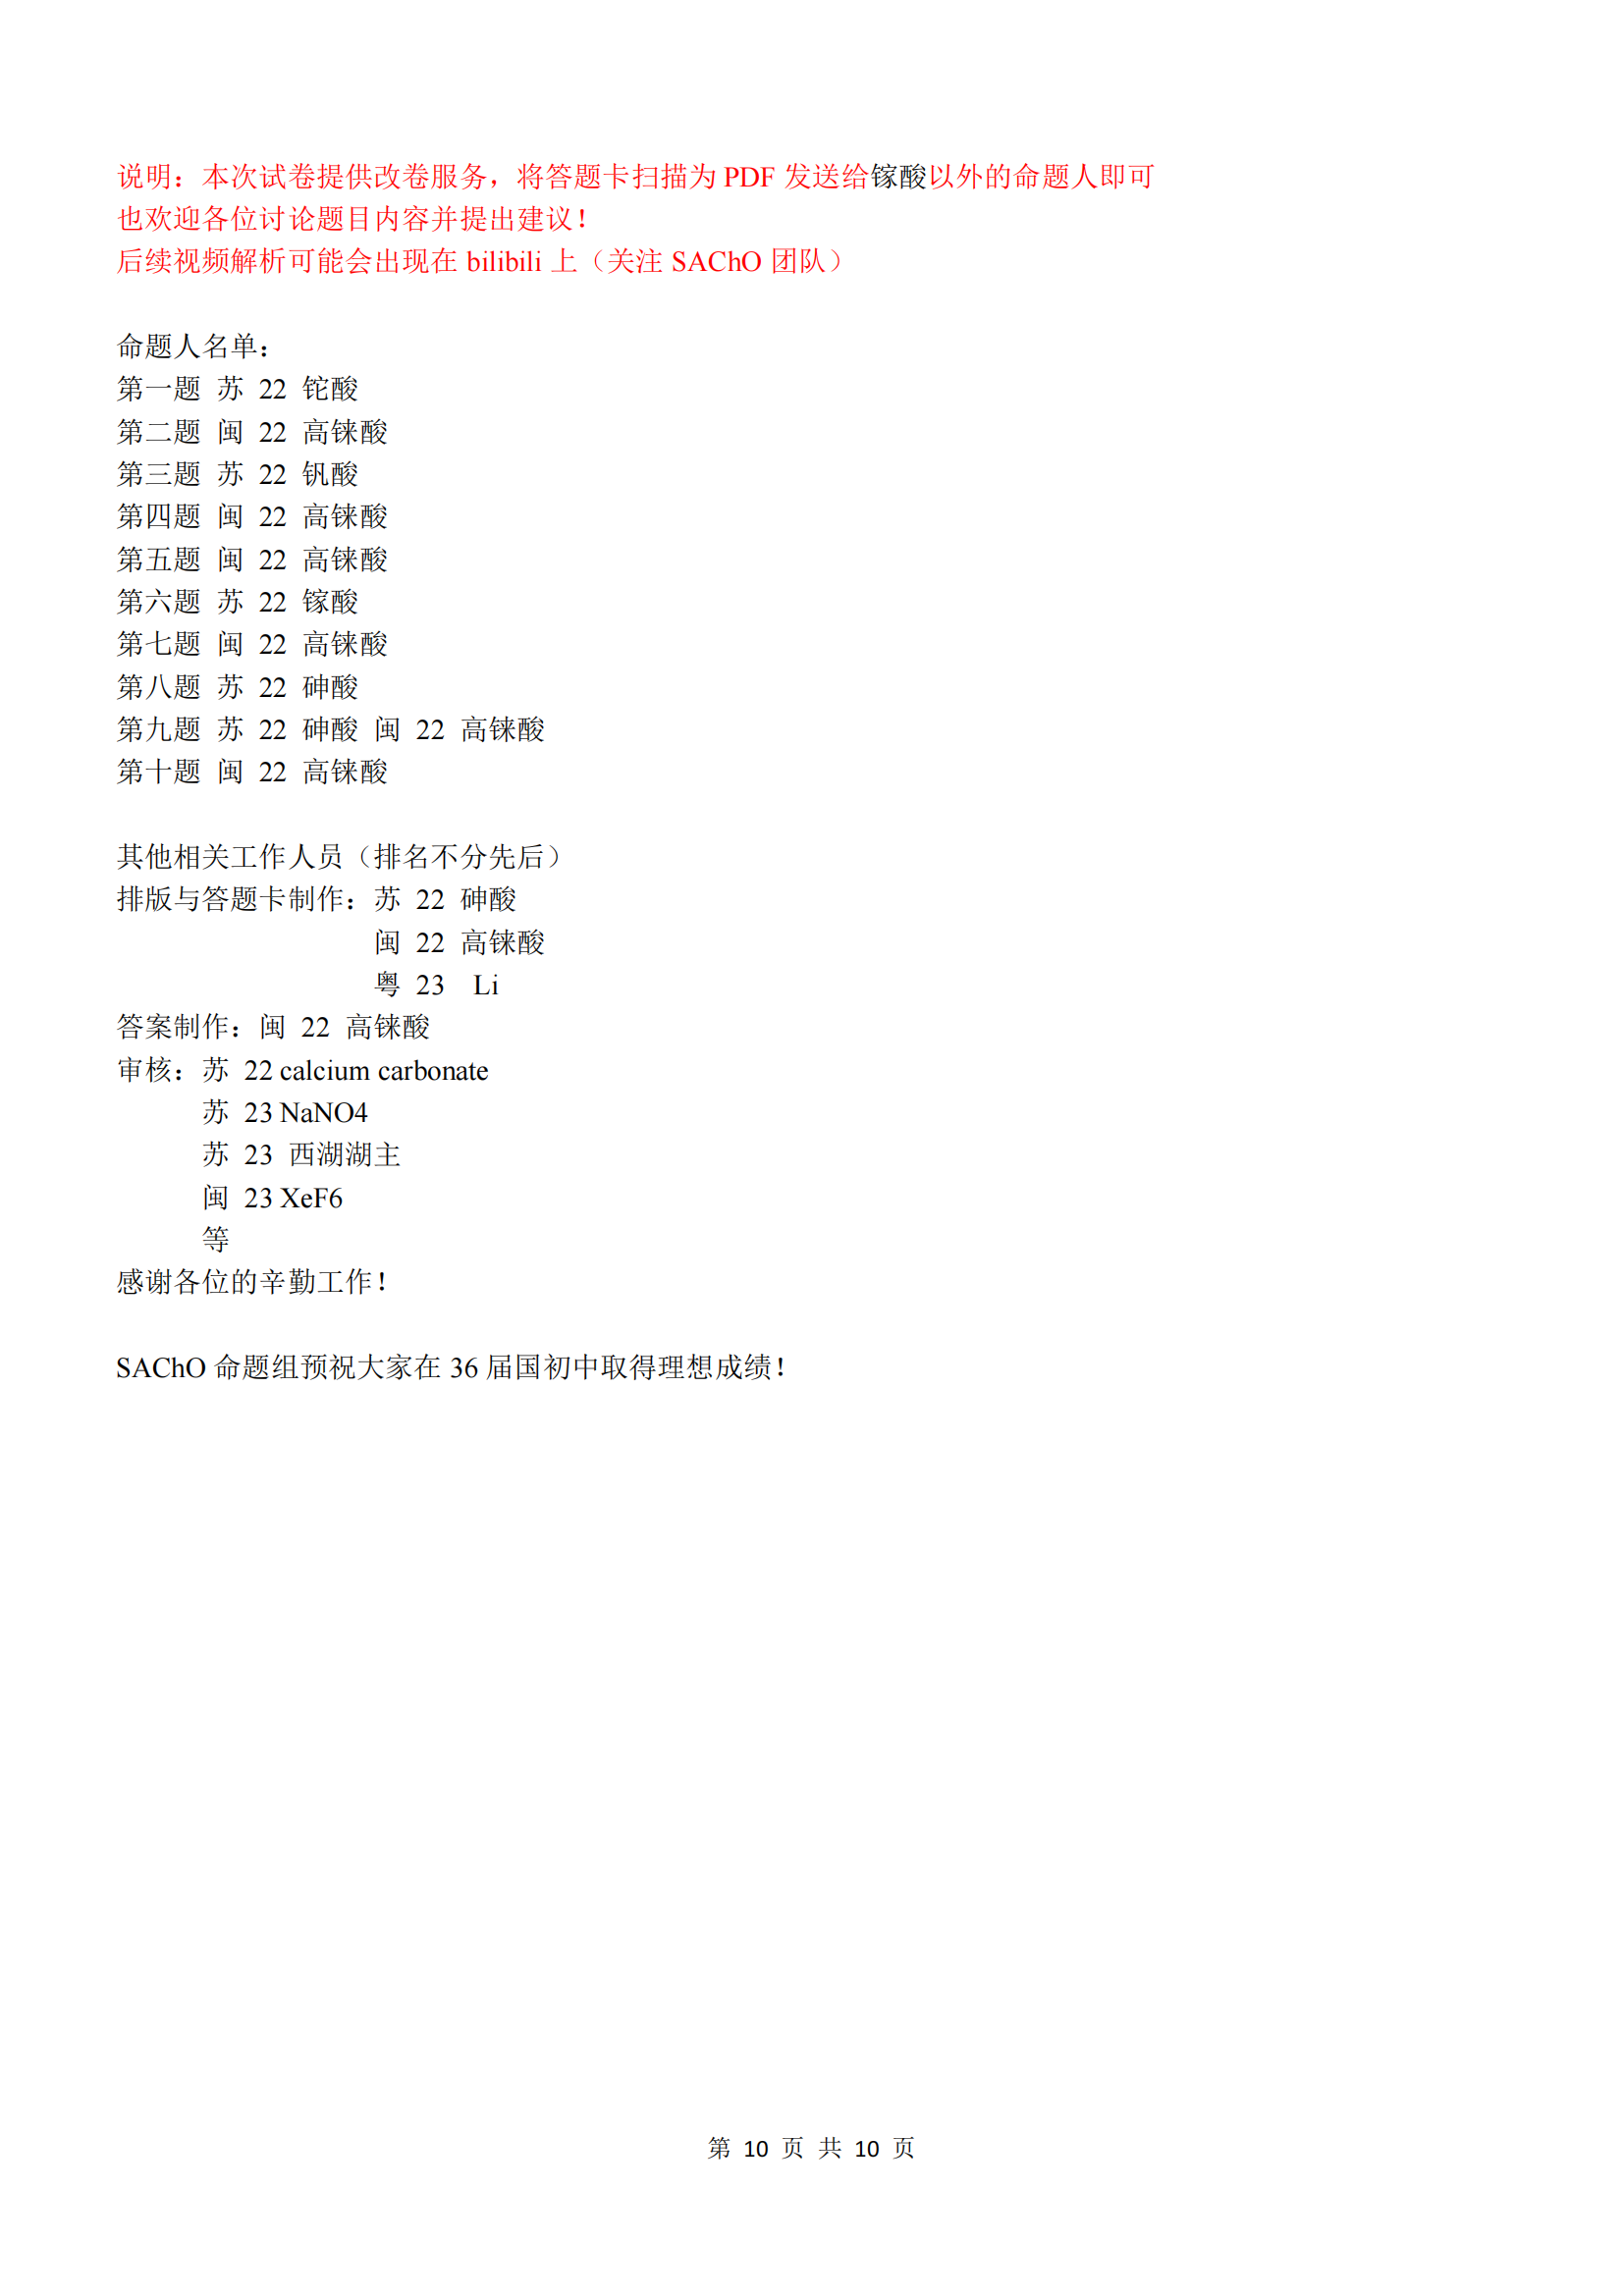 说明：本次试卷提供改卷服务，将答题卡扫描为 PDF 发送给镓酸以外的命题人即可
也欢迎各位讨论题目内容并提出建议！
后续视频解析可能会出现在 bilibili 上（关注 SAChO 团队）
命题人名单：
第一题 苏 22 铊酸
第二题 闽 22 高铼酸
第三题 苏 22 钒酸
第四题 闽 22 高铼酸
第五题 闽 22 高铼酸
第六题 苏 22 镓酸
第七题 闽 22 高铼酸
第八题 苏 22 砷酸
第九题 苏 22 砷酸 闽 22 高铼酸
第十题 闽 22 高铼酸
其他相关工作人员（排名不分先后）
排版与答题卡制作：苏 22 砷酸
闽 22 高铼酸
粤 23 Li
答案制作：闽 22 高铼酸
审核：苏 22 calcium carbonate
苏 23 NaNO4
苏 23 西湖湖主
闽 23 XeF6
等
感谢各位的辛勤工作！
SAChO 命题组预祝大家在 36 届国初中取得理想成绩！
第 10 页 共 10 页